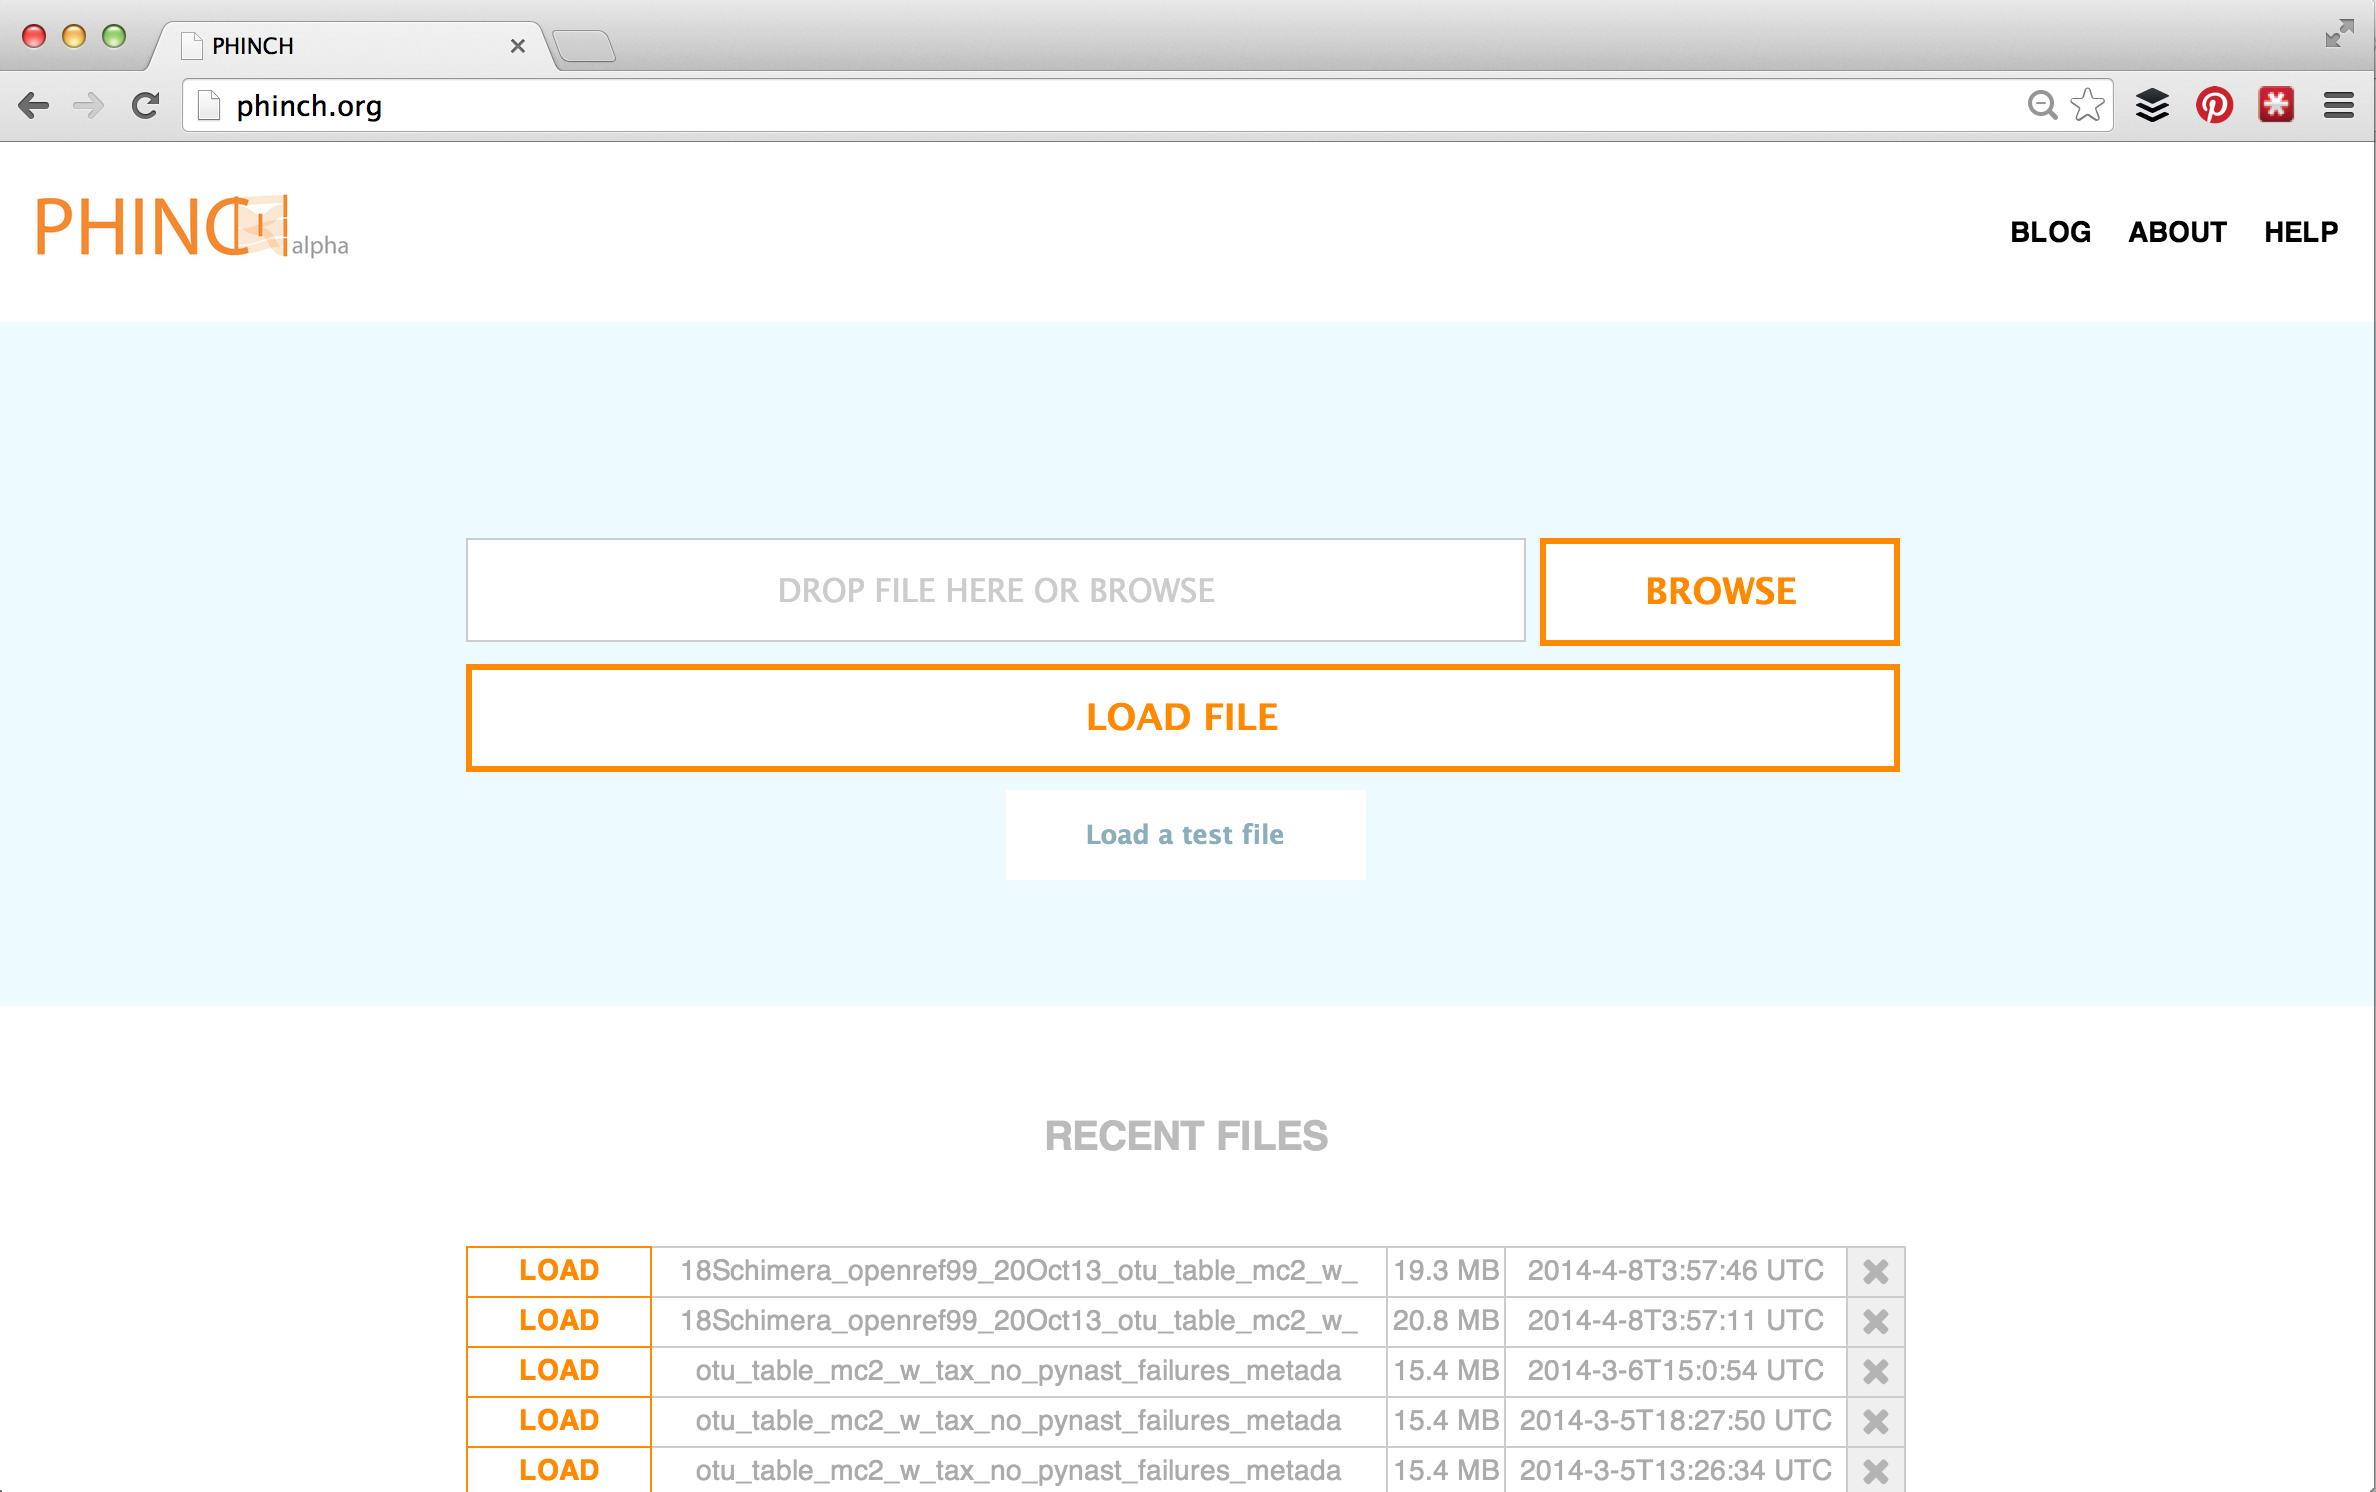 PHINCH
phinch.org
PHINCH alpha
BLOG ABOUT HELP
DROP FILE HERE OR BROWSE
BROWSE
LOAD FILE
Load a test file
RECENT FILES
LOAD 18Schimera_openref99_20Oct13_otu_table_mc2_w_ 19.3 MB 2014-4-8T3:57:46 UTC
LOAD 18Schimera_openref99_20Oct13_otu_table_mc2_w_ 20.8 MB 2014-4-8T3:57:11 UTC
LOAD otu_table_mc2_w_tax_no_pynast_failures_metada 15.4 MB 2014-3-6T15:0:54 UTC
LOAD otu_table_mc2_w_tax_no_pynast_failures_metada 15.4 MB 2014-3-5T18:27:50 UTC
LOAD otu_table_mc2_w_tax_no_pynast_failures_metada 15.4 MB 2014-3-5T13:26:34 UTC